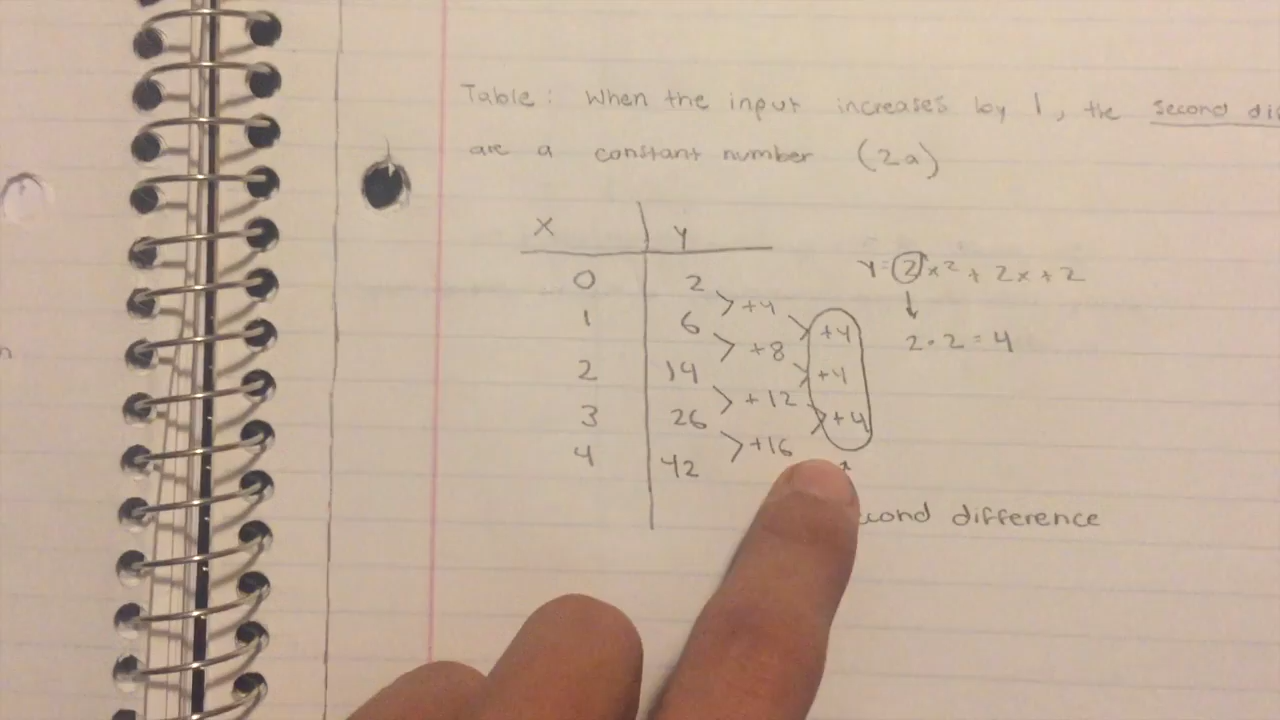 Table: When the input increases by 1, the second
are a constant number (2a)
X Y
0 2
1 6
2 14
3 26
4 42
>+4
>+8
>+12
>+16
>+4
>+4
>+4
Y=2x²+2x+2
↓
2·2=4
difference